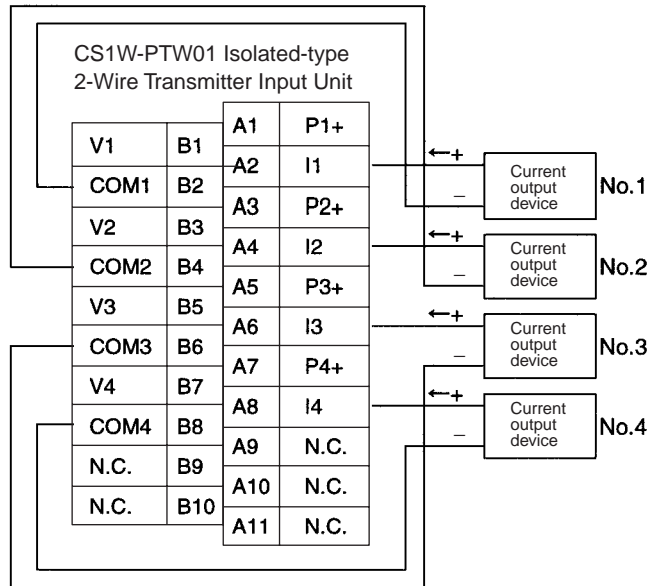 CS1W-PTW01 Isolated-type
2-Wire Transmitter Input Unit
V1 B1
COM1 B2
V2 B3
COM2 B4
V3 B5
COM3 B6
V4 B7
COM4 B8
N.C. B9
N.C. B10
A1 P1+
A2 I1
A3 P2+
A4 I2
A5 P3+
A6 I3
A7 P4+
A8 I4
A9 N.C.
A10 N.C.
A11 N.C.
←+
−
Current
output
device
No.1
←+
−
Current
output
device
No.2
←+
−
Current
output
device
No.3
←+
−
Current
output
device
No.4